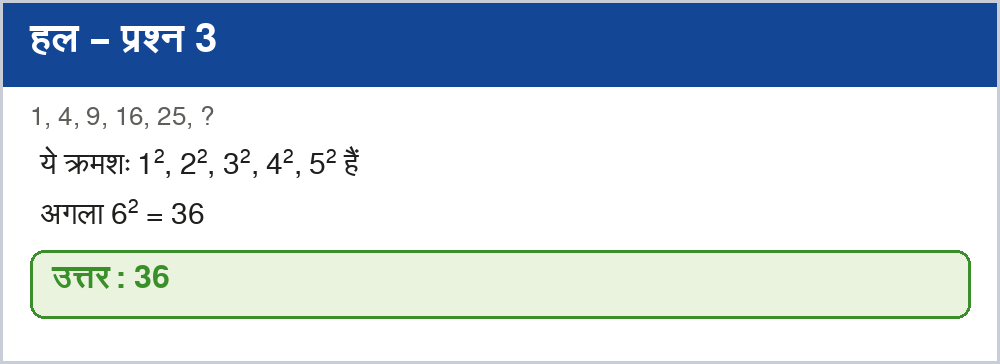 हल – प्रश्न 3
1, 4, 9, 16, 25, ?
ये क्रमशः 1², 2², 3², 4², 5² हैं
अगला 6² = 36
उत्तर : 36